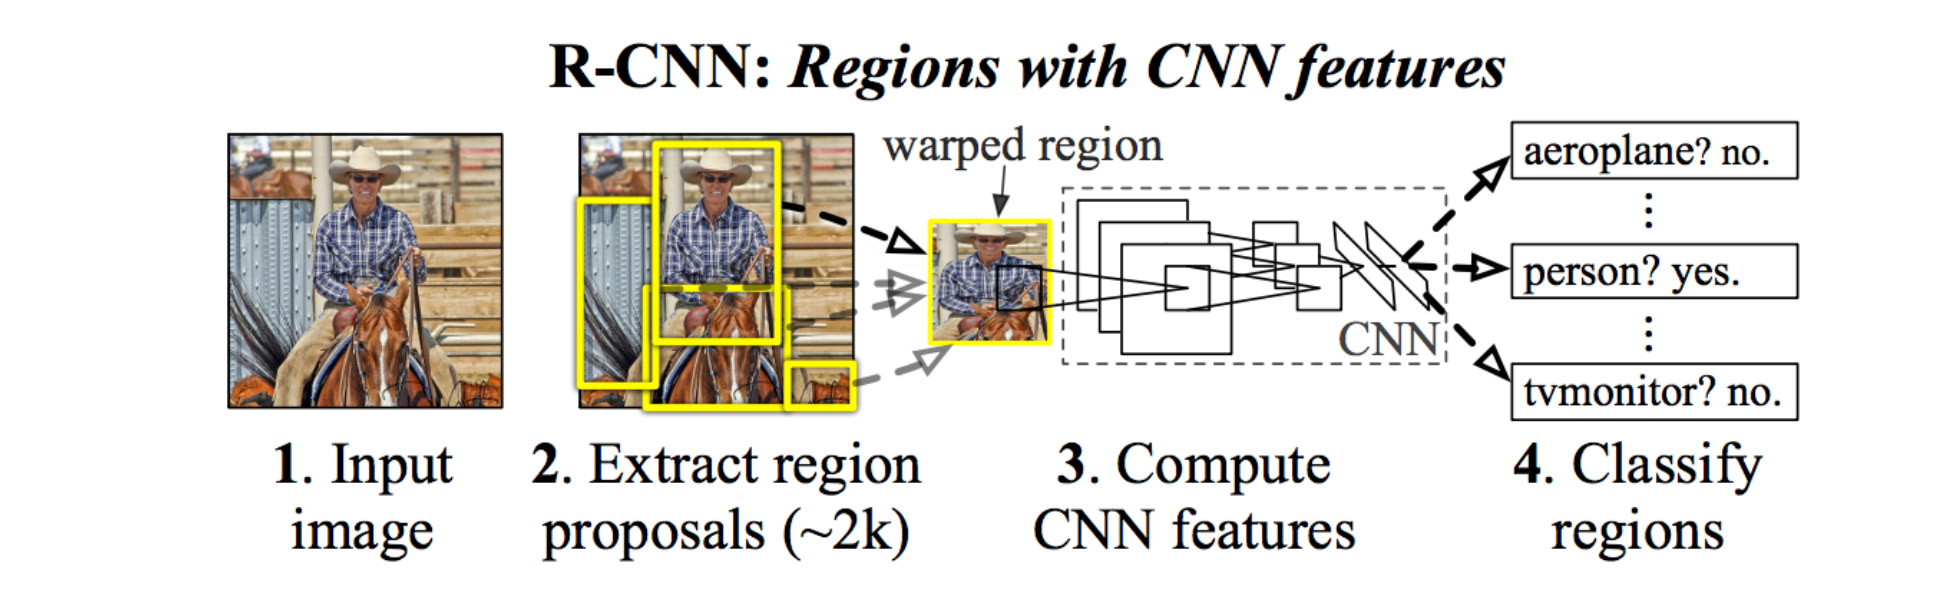 R-CNN: Regions with CNN features
warped region
aeroplane? no.
person? yes.
CNN
tvmonitor? no.
1. Input
image
2. Extract region
proposals (~2k)
3. Compute
CNN features
4. Classify
regions